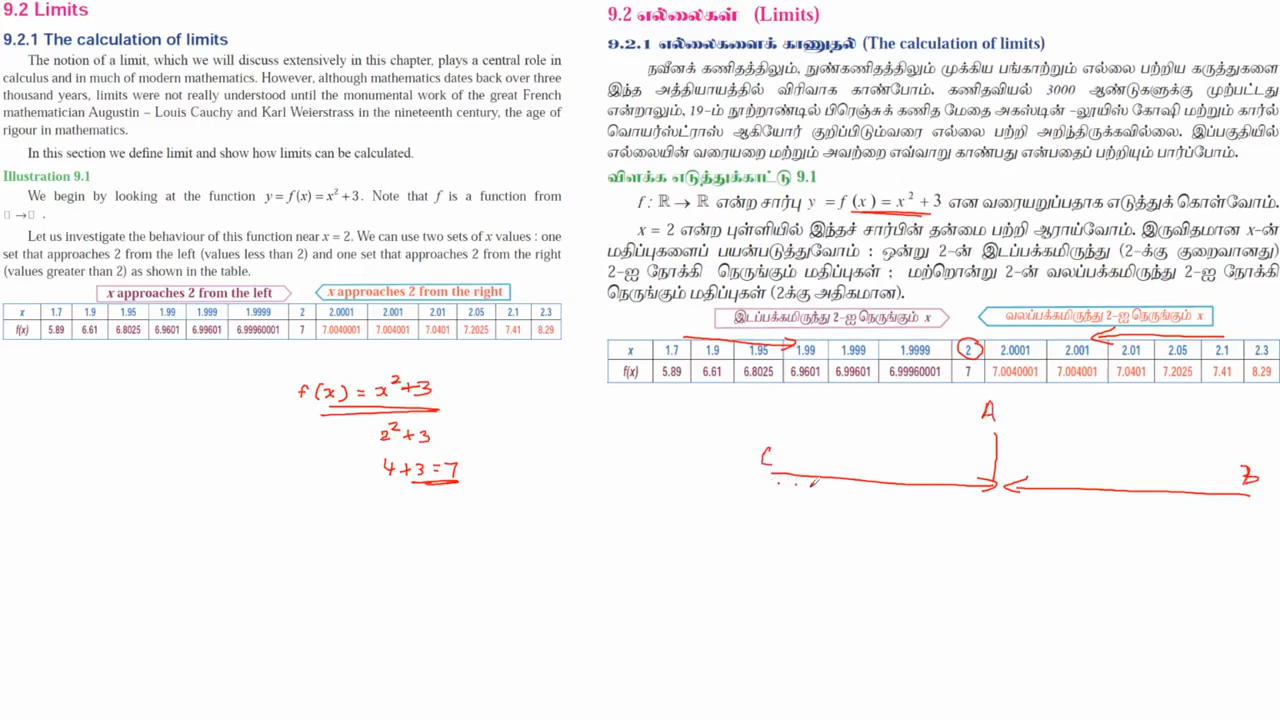 9.2 Limits
9.2.1 The calculation of limits
The notion of a limit, which we will discuss extensively in this chapter, plays a central role in
calculus and in much of modern mathematics. However, although mathematics dates back over three
thousand years, limits were not really understood until the monumental work of the great French
mathematician Augustin – Louis Cauchy and Karl Weierstrass in the nineteenth century, the age of
rigour in mathematics.
In this section we define limit and show how limits can be calculated.
Illustration 9.1
We begin by looking at the function y = f(x) = x² + 3. Note that f is a function from
□ → □ .
Let us investigate the behaviour of this function near x = 2. We can use two sets of x values : one
set that approaches 2 from the left (values less than 2) and one set that approaches 2 from the right
(values greater than 2) as shown in the table.
x approaches 2 from the left x approaches 2 from the right
x 1.7 1.9 1.95 1.99 1.999 1.9999 2 2.0001 2.001 2.01 2.05 2.1 2.3
f(x) 5.89 6.61 6.8025 6.9601 6.99601 6.99960001 7 7.0040001 7.004001 7.0401 7.2025 7.41 8.29
f(x) = x² + 3
2² + 3
4 + 3 = 7
9.2 எல்லைகள் (Limits)
9.2.1 எல்லைகளைக் காணுதல் (The calculation of limits)
நவீனக் கணிதத்திலும், நுண்கணிதத்திலும் முக்கிய பங்காற்றும் எல்லை பற்றிய கருத்துகளை
இந்த அத்தியாயத்தில் விரிவாக காண்போம். கணிதவியல் 3000 ஆண்டுகளுக்கு முற்பட்டது
என்றாலும், 19-ம் நூற்றாண்டில் பிரெஞ்சுக் கணித மேதை அகஸ்டின் -லூயிஸ் கோஷி மற்றும் கார்ல்
வொயர்ஸ்ட்ராஸ் ஆகியோர் குறிப்பிடும்வரை எல்லை பற்றி அறிந்திருக்கவில்லை. இப்பகுதியில்
எல்லையின் வரையறை மற்றும் அவற்றை எவ்வாறு காண்பது என்பதைப் பற்றியும் பார்ப்போம்.
விளக்க எடுத்துக்காட்டு 9.1
f : ℝ → ℝ என்ற சார்பு y = f (x) = x² + 3 என வரையறுப்பதாக எடுத்துக் கொள்வோம்.
x = 2 என்ற புள்ளியில் இந்தச் சார்பின் தன்மை பற்றி ஆராய்வோம். இருவிதமான x-ன்
மதிப்புகளைப் பயன்படுத்துவோம் : ஒன்று 2-ன் இடப்பக்கமிருந்து (2-க்கு குறைவானது)
2-ஐ நோக்கி நெருங்கும் மதிப்புகள் ; மற்றொன்று 2-ன் வலப்பக்கமிருந்து 2-ஐ நோக்கி
நெருங்கும் மதிப்புகள் (2க்கு அதிகமான).
இடப்பக்கமிருந்து 2-ஐ நெருங்கும் x வலப்பக்கமிருந்து 2-ஐ நெருங்கும் x
x 1.7 1.9 1.95 1.99 1.999 1.9999 2 2.0001 2.001 2.01 2.05 2.1 2.3
f(x) 5.89 6.61 6.8025 6.9601 6.99601 6.99960001 7 7.0040001 7.004001 7.0401 7.2025 7.41 8.29
A
C B